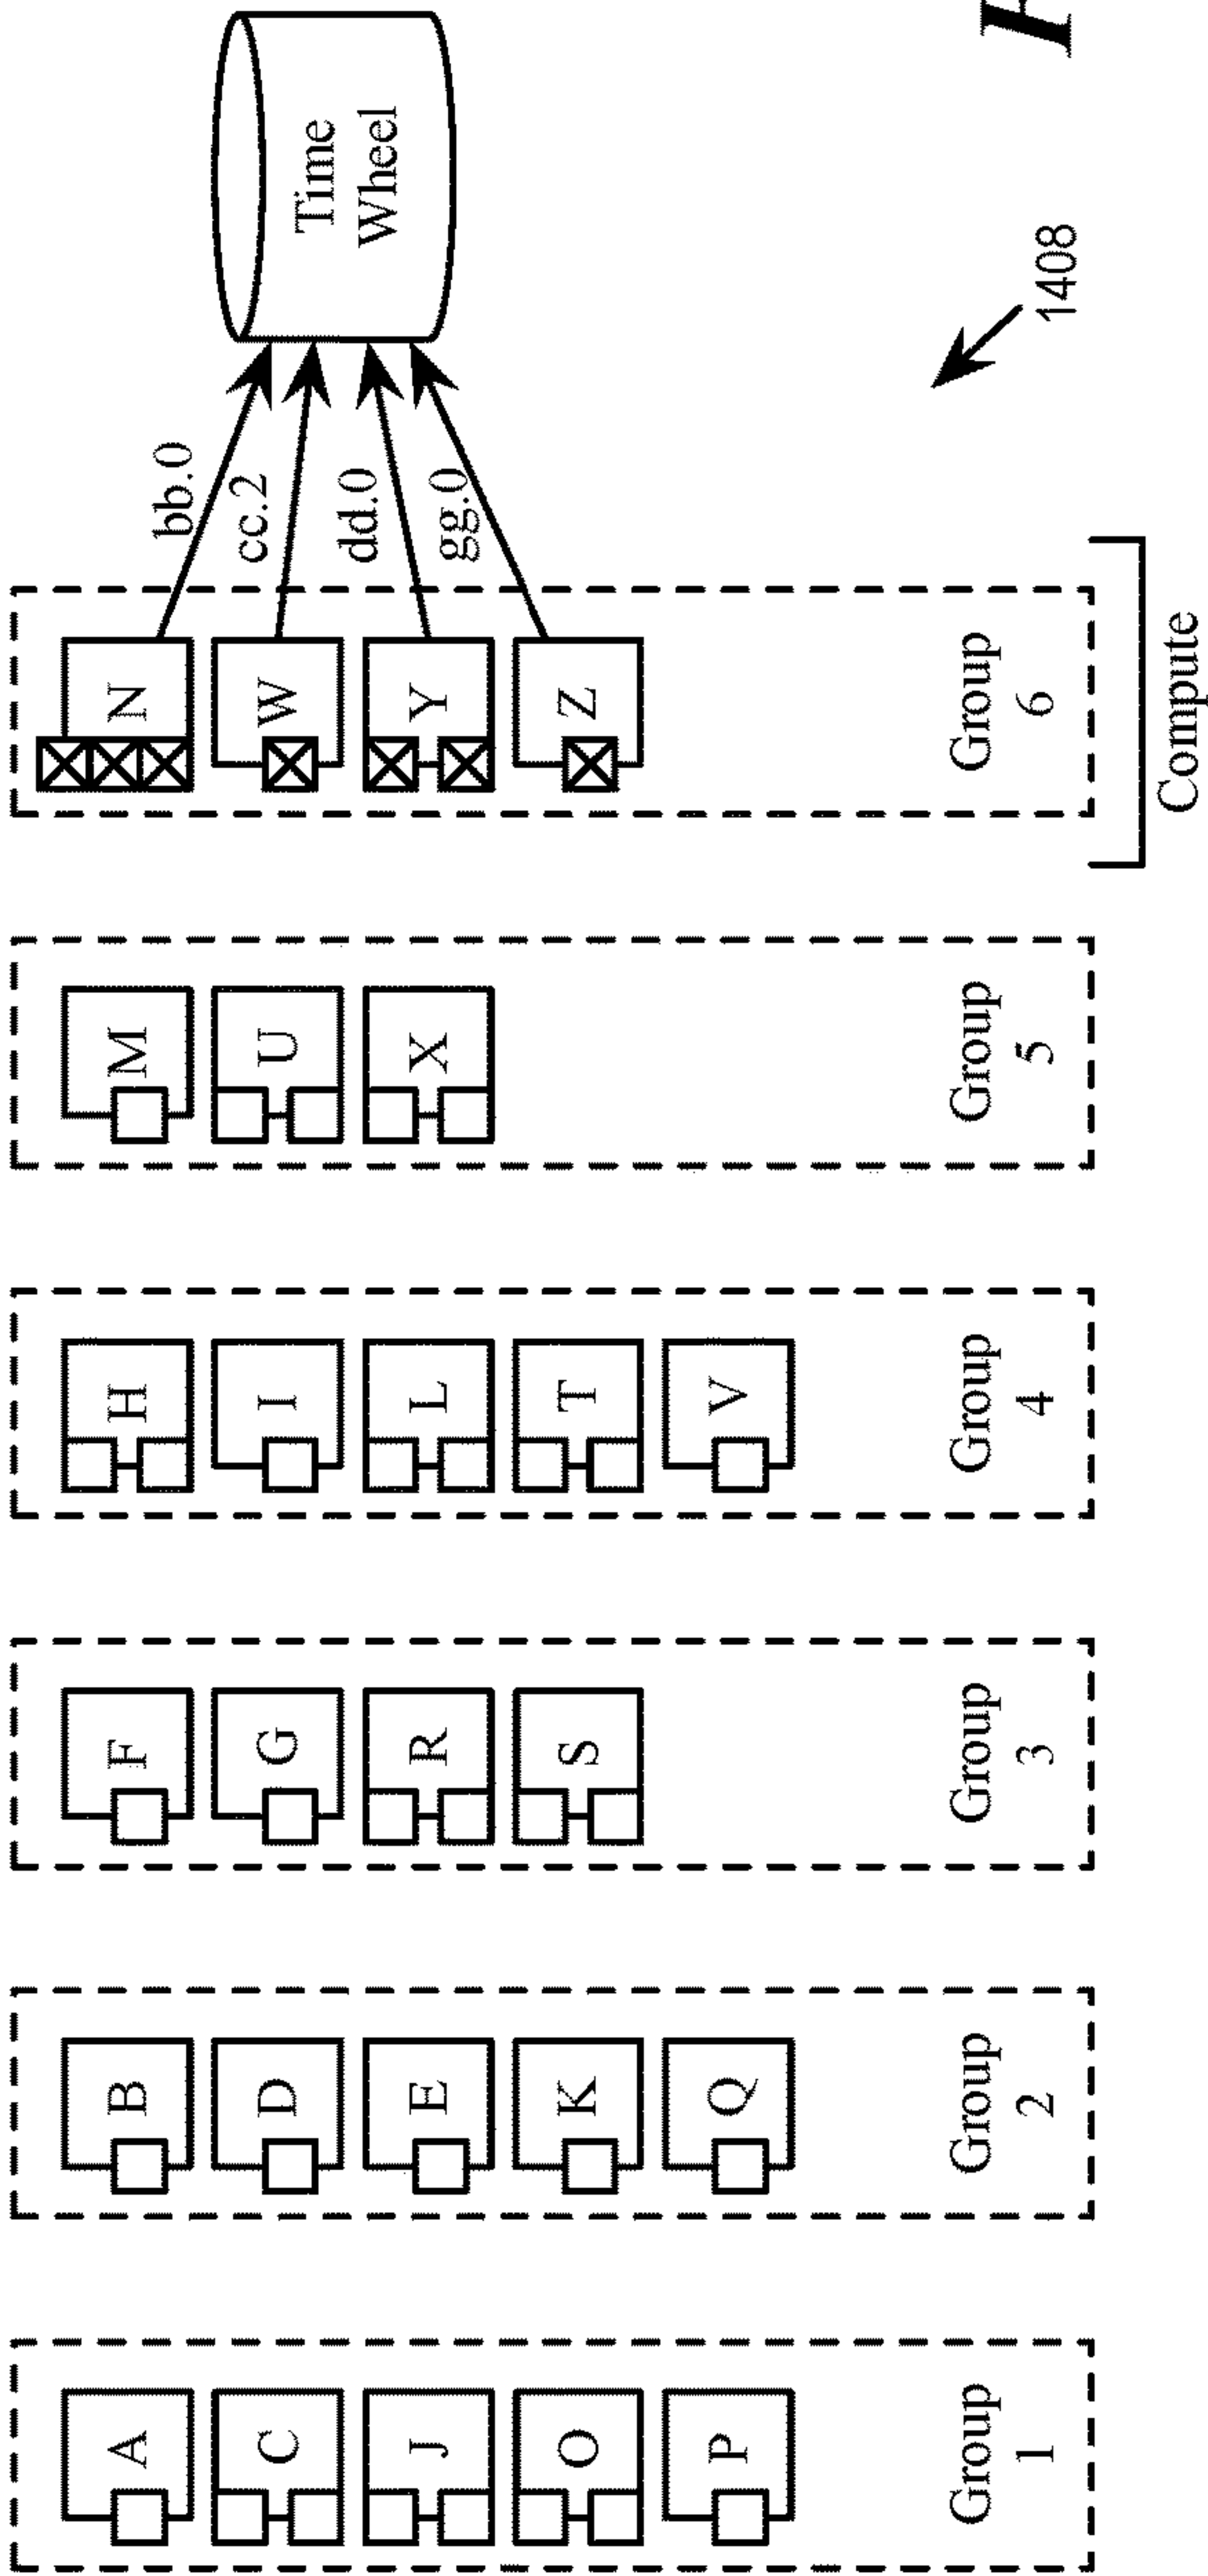 A
C
J
O
P
Group
1
B
D
E
K
Q
Group
2
F
G
R
S
Group
3
H
I
L
T
V
Group
4
M
U
X
Group
5
N
W
Y
Z
Group
6
Compute
bb.0
cc.2
dd.0
gg.0
Time
Wheel
1408